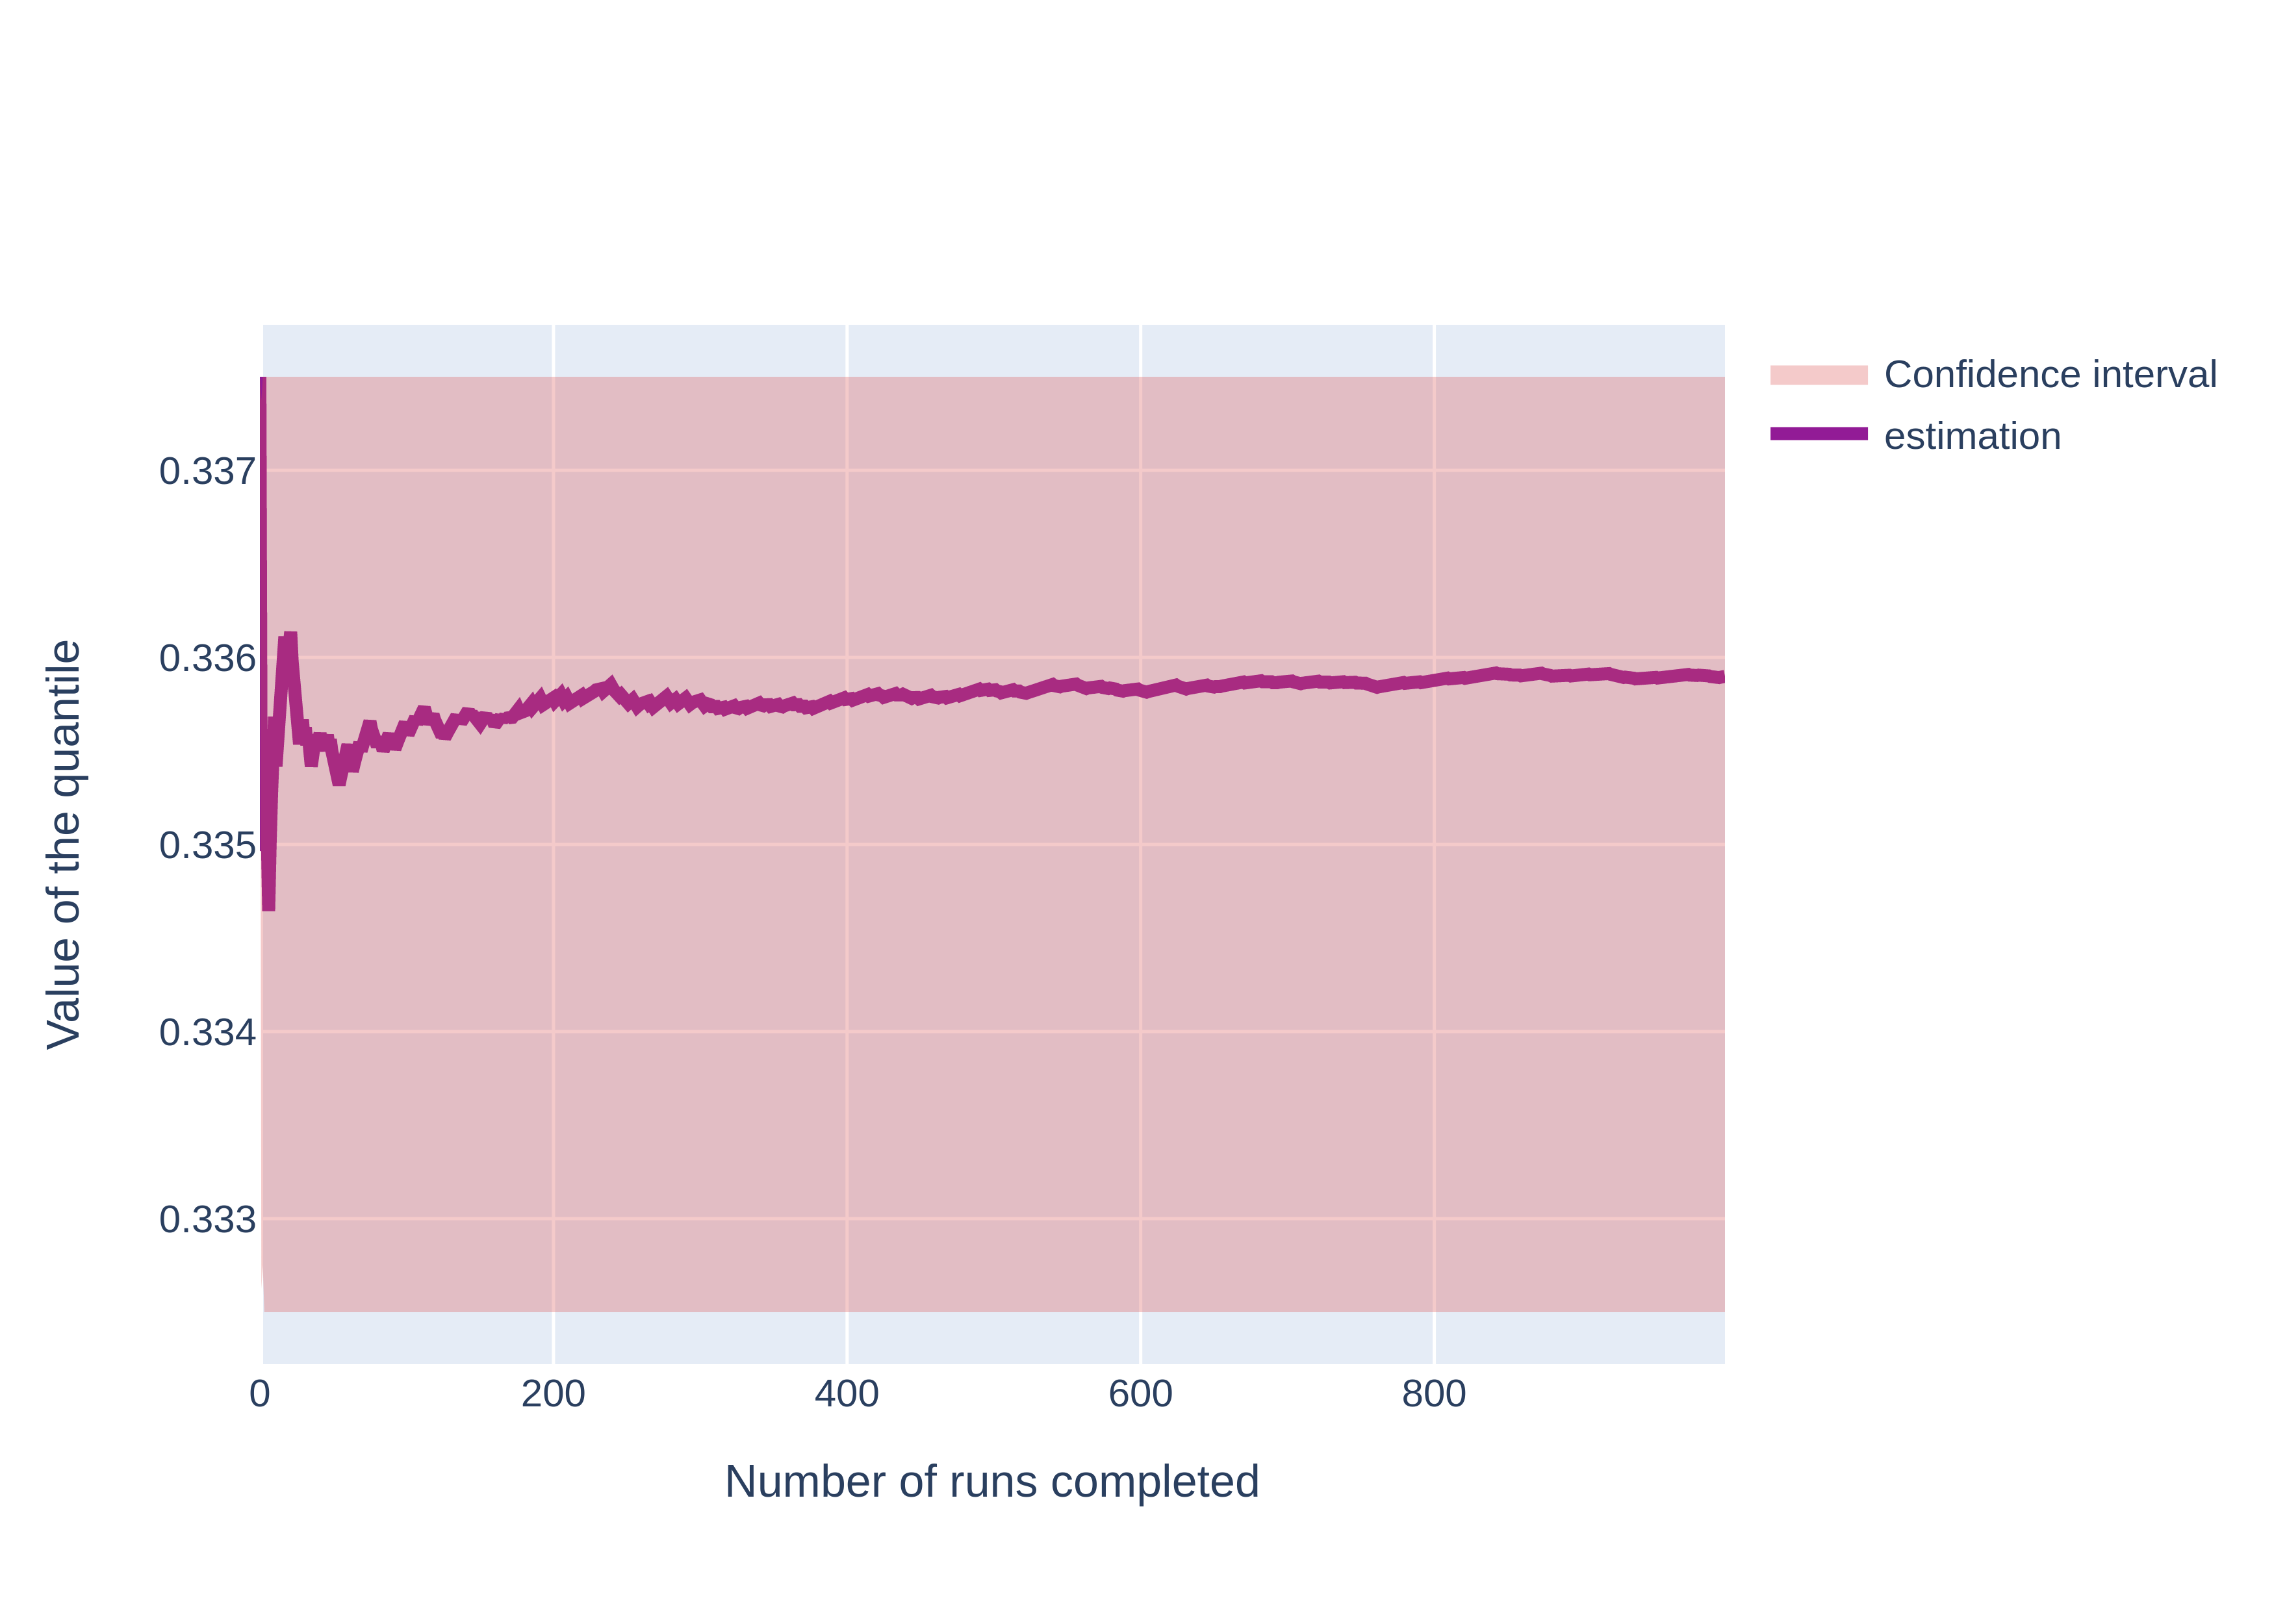 Confidence interval
estimation
0.337
0.336
0.335
0.334
0.333
Value of the quantile
0
200
400
600
800
Number of runs completed